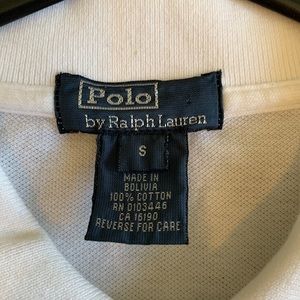 Polo
by Ralph Lauren
S
MADE IN
BOLIVIA
100% COTTON
RN 0103446
CA 16190
REVERSE FOR CARE